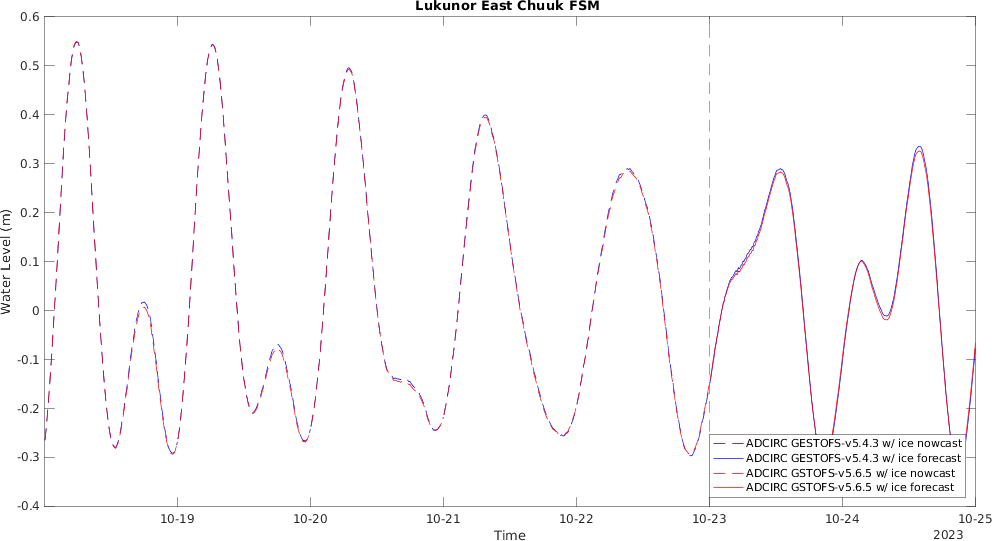 Lukunor East Chuuk FSM
0.6
0.5
0.4
0.3
0.2
0.1
0
-0.1
-0.2
-0.3
-0.4
Water Level (m)
ADCIRC GESTOFS-v5.4.3 w/ ice nowcast
ADCIRC GESTOFS-v5.4.3 w/ ice forecast
ADCIRC GSTOFS-v5.6.5 w/ ice nowcast
ADCIRC GSTOFS-v5.6.5 w/ ice forecast
10-19 10-20 10-21 10-22 10-23 10-24 10-25
Time
2023